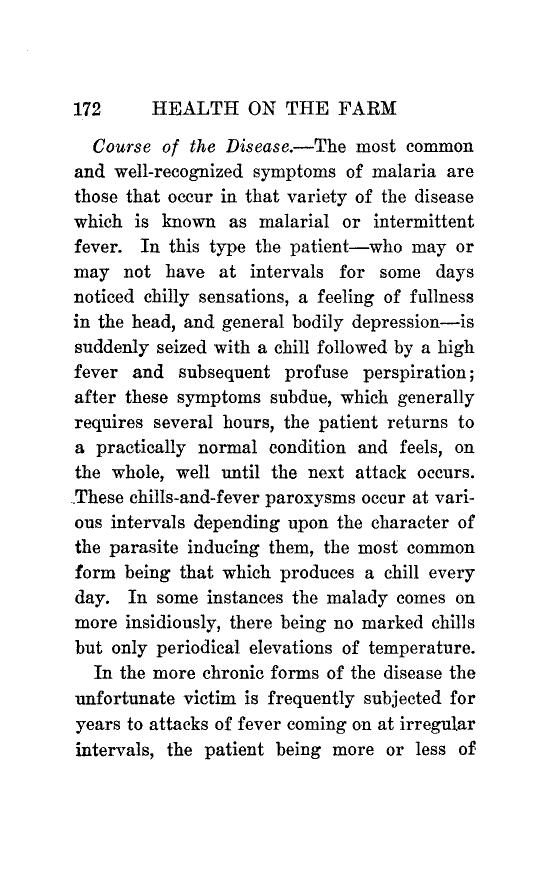 172 HEALTH ON THE FARM
Course of the Disease.—The most common
and well-recognized symptoms of malaria are
those that occur in that variety of the disease
which is known as malarial or intermittent
fever. In this type the patient—who may or
may not have at intervals for some days
noticed chilly sensations, a feeling of fullness
in the head, and general bodily depression—is
suddenly seized with a chill followed by a high
fever and subsequent profuse perspiration;
after these symptoms subdue, which generally
requires several hours, the patient returns to
a practically normal condition and feels, on
the whole, well until the next attack occurs.
These chills-and-fever paroxysms occur at vari-
ous intervals depending upon the character of
the parasite inducing them, the most common
form being that which produces a chill every
day. In some instances the malady comes on
more insidiously, there being no marked chills
but only periodical elevations of temperature.
In the more chronic forms of the disease the
unfortunate victim is frequently subjected for
years to attacks of fever coming on at irregular
intervals, the patient being more or less of